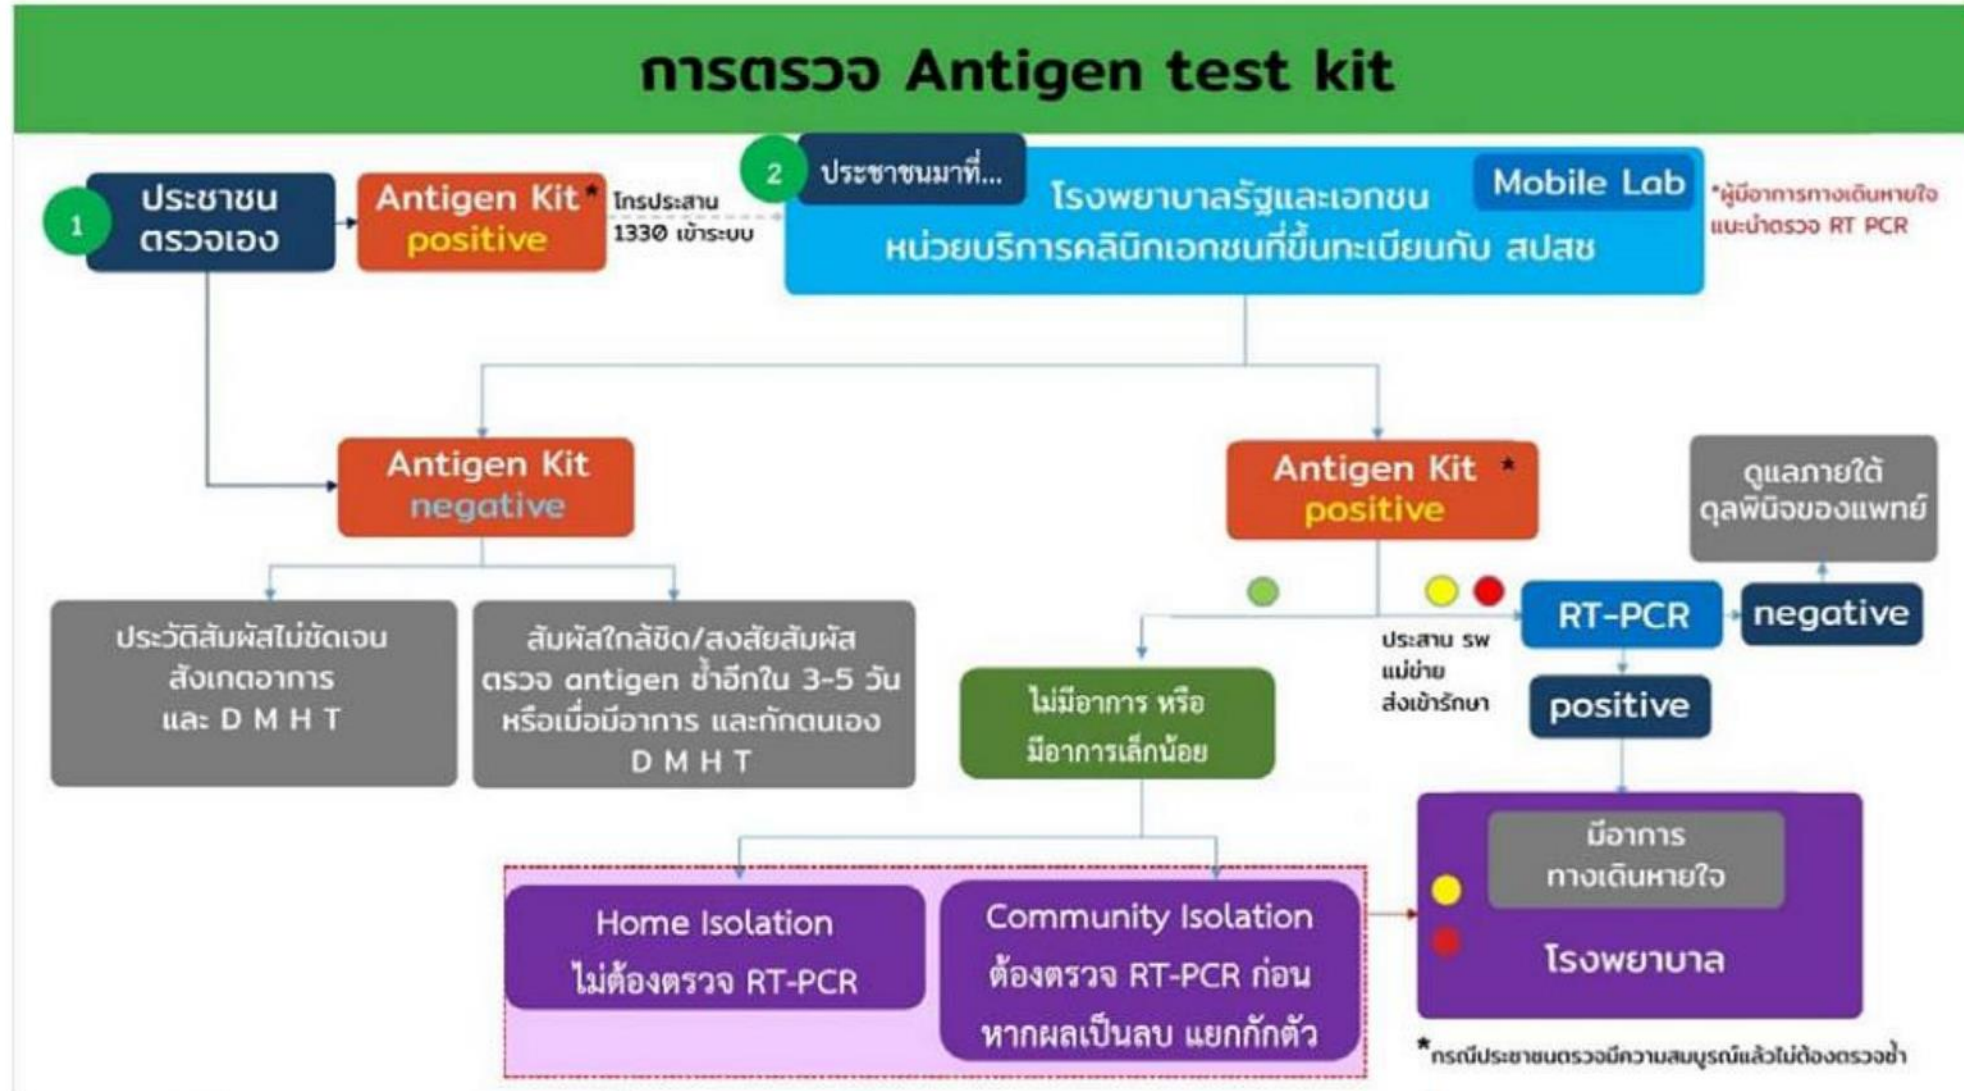 การตรวจ Antigen test kit
1
ประชาชน
ตรวจเอง
Antigen Kit *
positive
โทรประสาน
1330 เข้าระบบ
2
ประชาชนมาที่...
โรงพยาบาลรัฐและเอกชน
Mobile Lab
หน่วยบริการคลินิกเอกชนที่ขึ้นทะเบียนกับ สปสช
*ผู้มีอาการทางเดินหายใจ
แนะนำตรวจ RT PCR
Antigen Kit
negative
Antigen Kit *
positive
ดูแลภายใต้
ดุลพินิจของแพทย์
ประวัติสัมผัสไม่ชัดเจน
สังเกตอาการ
และ D M H T
สัมผัสใกล้ชิด/สงสัยสัมผัส
ตรวจ antigen ซ้ำอีกใน 3-5 วัน
หรือเมื่อมีอาการ และกักตนเอง
D M H T
ไม่มีอาการ หรือ
มีอาการเล็กน้อย
ประสาน รพ
แม่ข่าย
ส่งเข้ารักษา
RT-PCR
negative
positive
Home Isolation
ไม่ต้องตรวจ RT-PCR
Community Isolation
ต้องตรวจ RT-PCR ก่อน
หากผลเป็นลบ แยกกักตัว
มีอาการ
ทางเดินหายใจ
โรงพยาบาล
*กรณีประชาชนตรวจมีความสมบูรณ์แล้วไม่ต้องตรวจซ้ำ